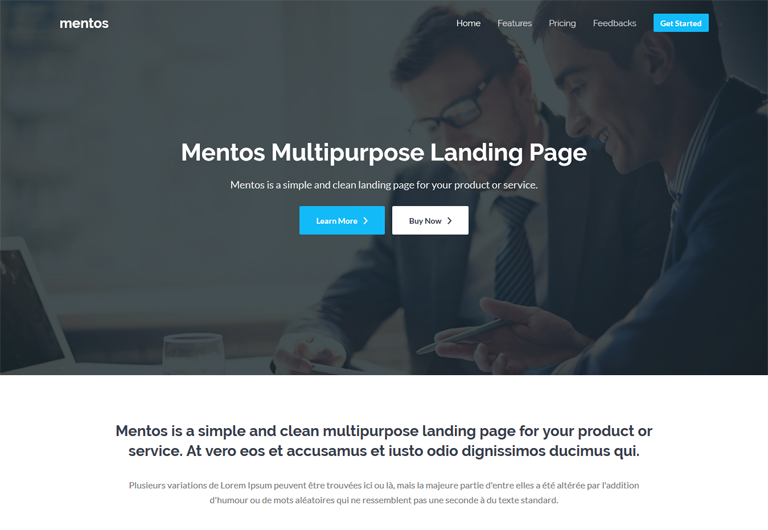 mentos
Home
Features
Pricing
Feedbacks
Get Started
Mentos Multipurpose Landing Page
Mentos is a simple and clean landing page for your product or service.
Learn More
Buy Now
Mentos is a simple and clean multipurpose landing page for your product or
service. At vero eos et accusamus et iusto odio dignissimos ducimus qui.
Plusieurs variations de Lorem Ipsum peuvent être trouvées ici ou là, mais la majeure partie d'entre elles a été altérée par l'addition
d'humour ou de mots aléatoires qui ne ressemblent pas une seconde à du texte standard.